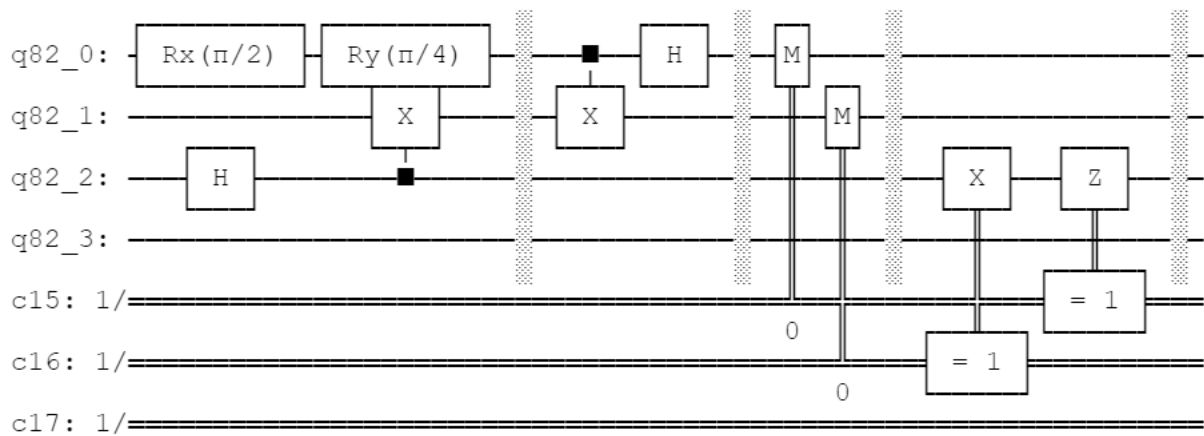 q82_0: Rx(π/2) Ry(π/4) H M
q82_1: X X M
q82_2: H X Z
q82_3:
c15: 1/ = 1
0
c16: 1/ = 1
0
c17: 1/